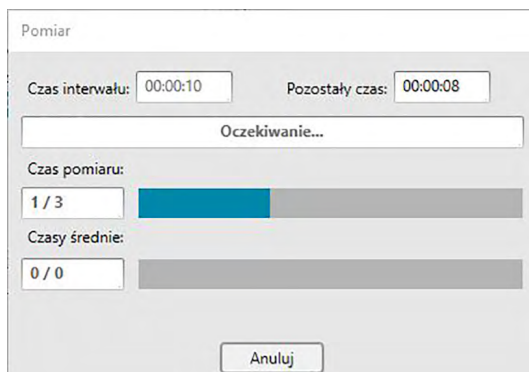 Pomiar
Czas interwału: 00:00:10 Pozostały czas: 00:00:08
Oczekiwanie...
Czas pomiaru:
1 / 3
Czasy średnie:
0 / 0
Anuluj